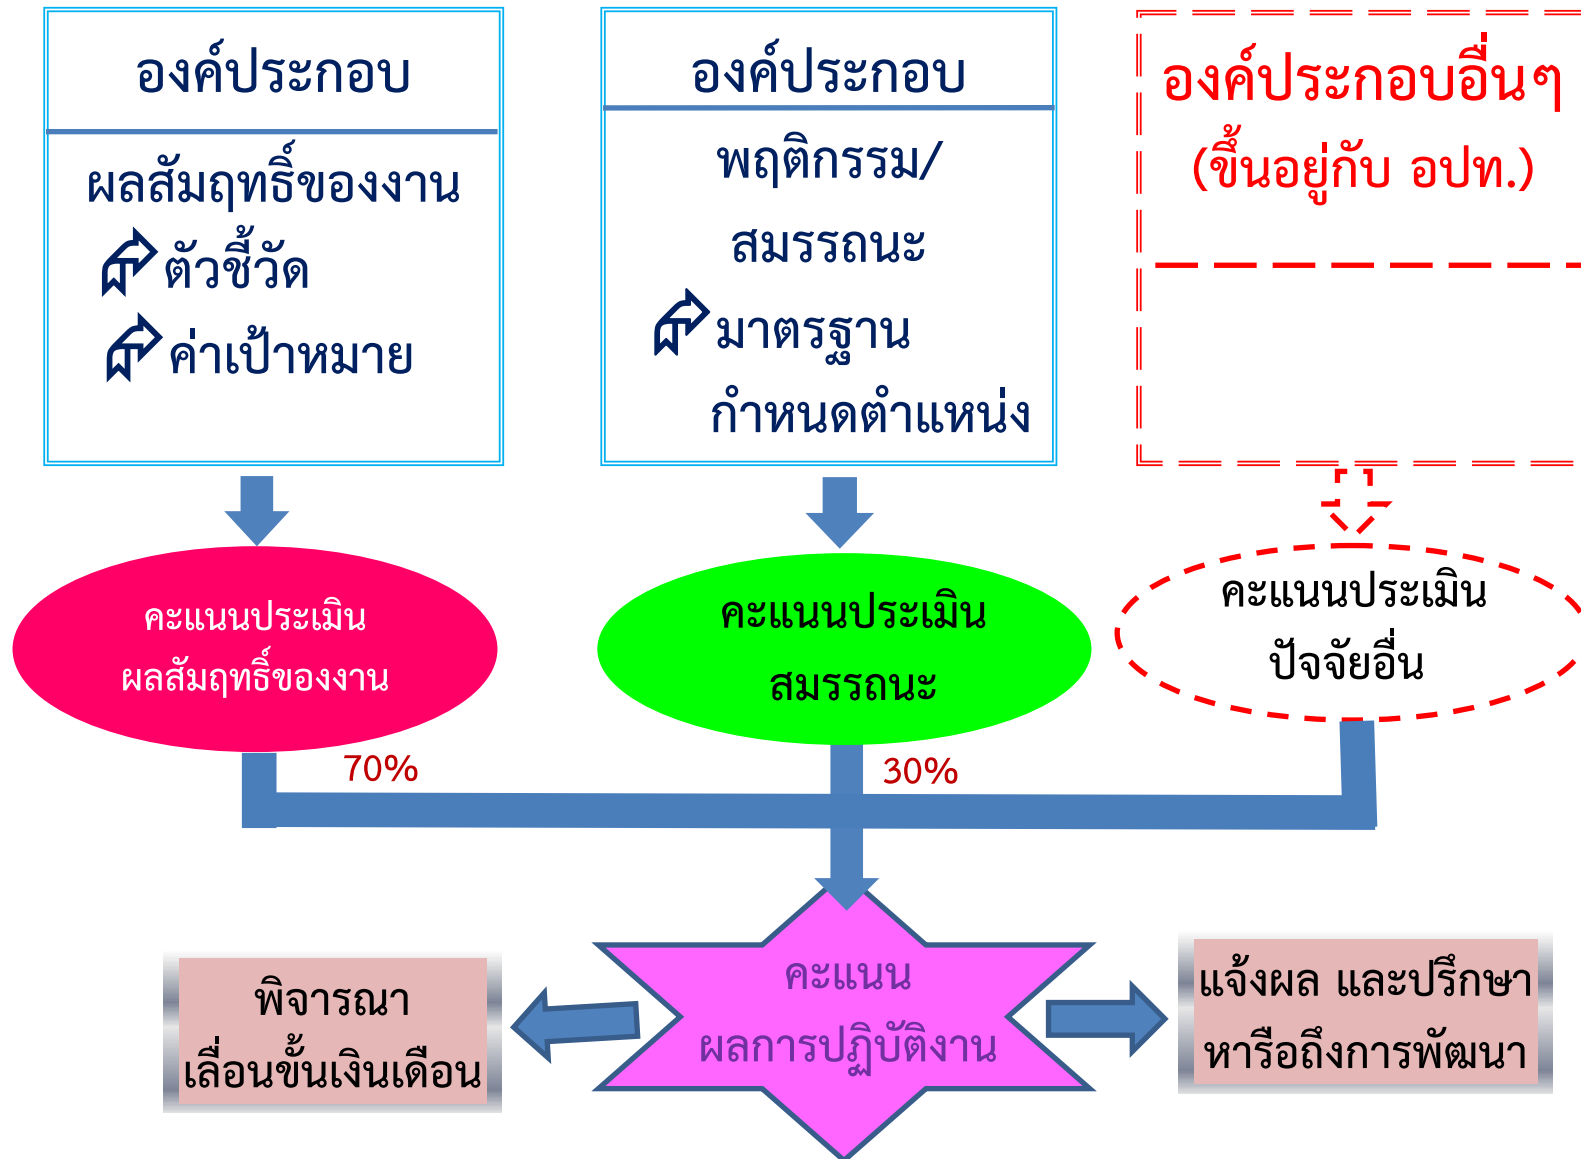 องค์ประกอบ
ผลสัมฤทธิ์ของงาน
ตัวชี้วัด
ค่าเป้าหมาย
องค์ประกอบ
พฤติกรรม/
สมรรถนะ
มาตรฐาน
กำหนดตำแหน่ง
องค์ประกอบอื่นๆ
(ขึ้นอยู่กับ อปท.)
คะแนนประเมิน
ผลสัมฤทธิ์ของงาน
คะแนนประเมิน
สมรรถนะ
คะแนนประเมิน
ปัจจัยอื่น
70%
30%
พิจารณา
เลื่อนขั้นเงินเดือน
คะแนน
ผลการปฏิบัติงาน
แจ้งผล และปรึกษา
หารือถึงการพัฒนา